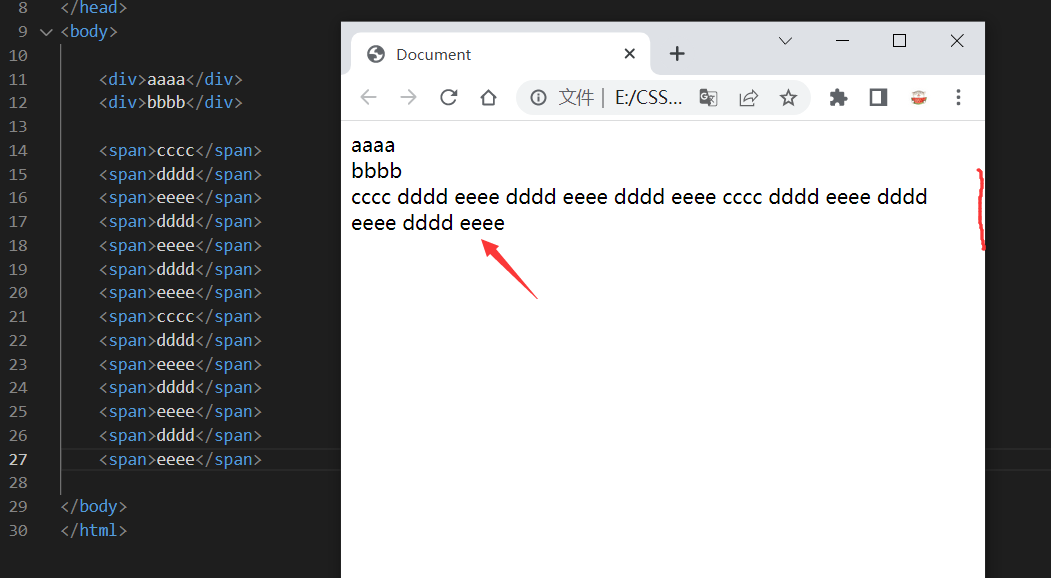 8 </head>
9 <body>
10
11 <div>aaaa</div>
12 <div>bbbb</div>
13
14 <span>cccc</span>
15 <span>dddd</span>
16 <span>eeee</span>
17 <span>dddd</span>
18 <span>eeee</span>
19 <span>dddd</span>
20 <span>eeee</span>
21 <span>cccc</span>
22 <span>dddd</span>
23 <span>eeee</span>
24 <span>dddd</span>
25 <span>eeee</span>
26 <span>dddd</span>
27 <span>eeee</span>
28
29 </body>
30 </html>
Document
文件 | E:/CSS...
aaaa
bbbb
cccc dddd eeee dddd eeee dddd eeee cccc dddd eeee dddd
eeee dddd eeee